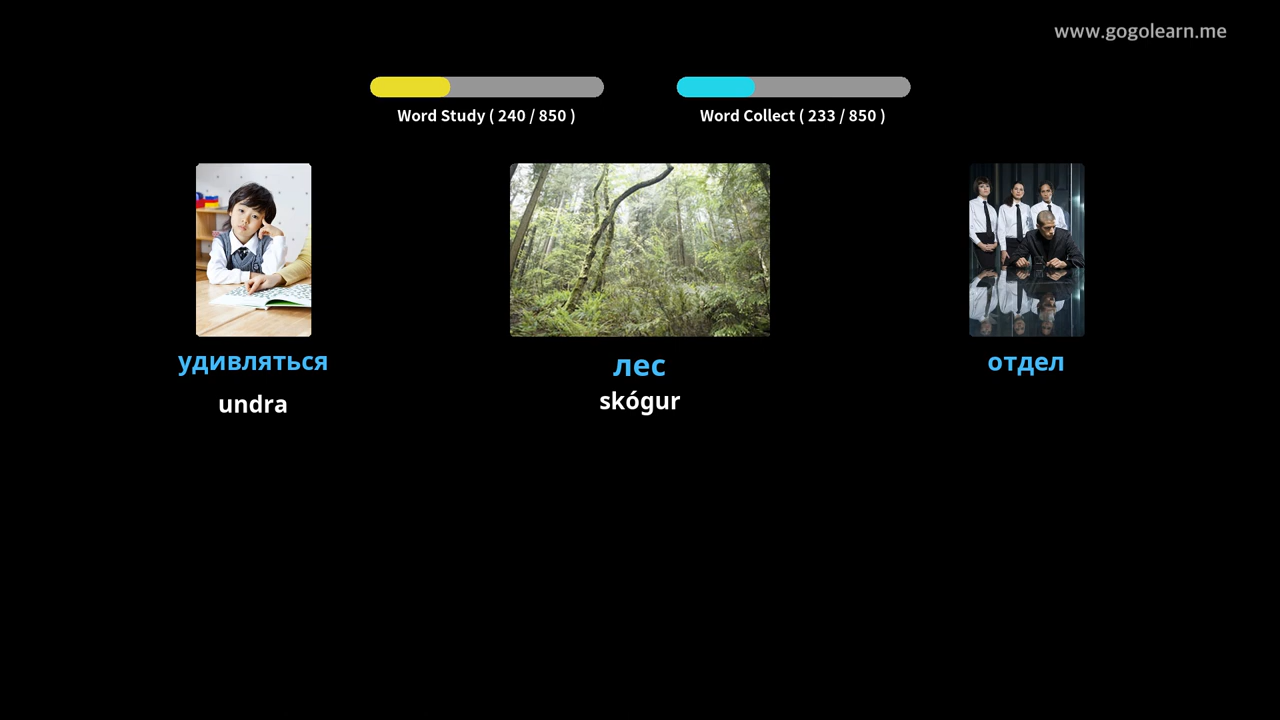 www.gogolearn.me
Word Study ( 240 / 850 )
Word Collect ( 233 / 850 )
удивляться
лес
отдел
undra
skógur